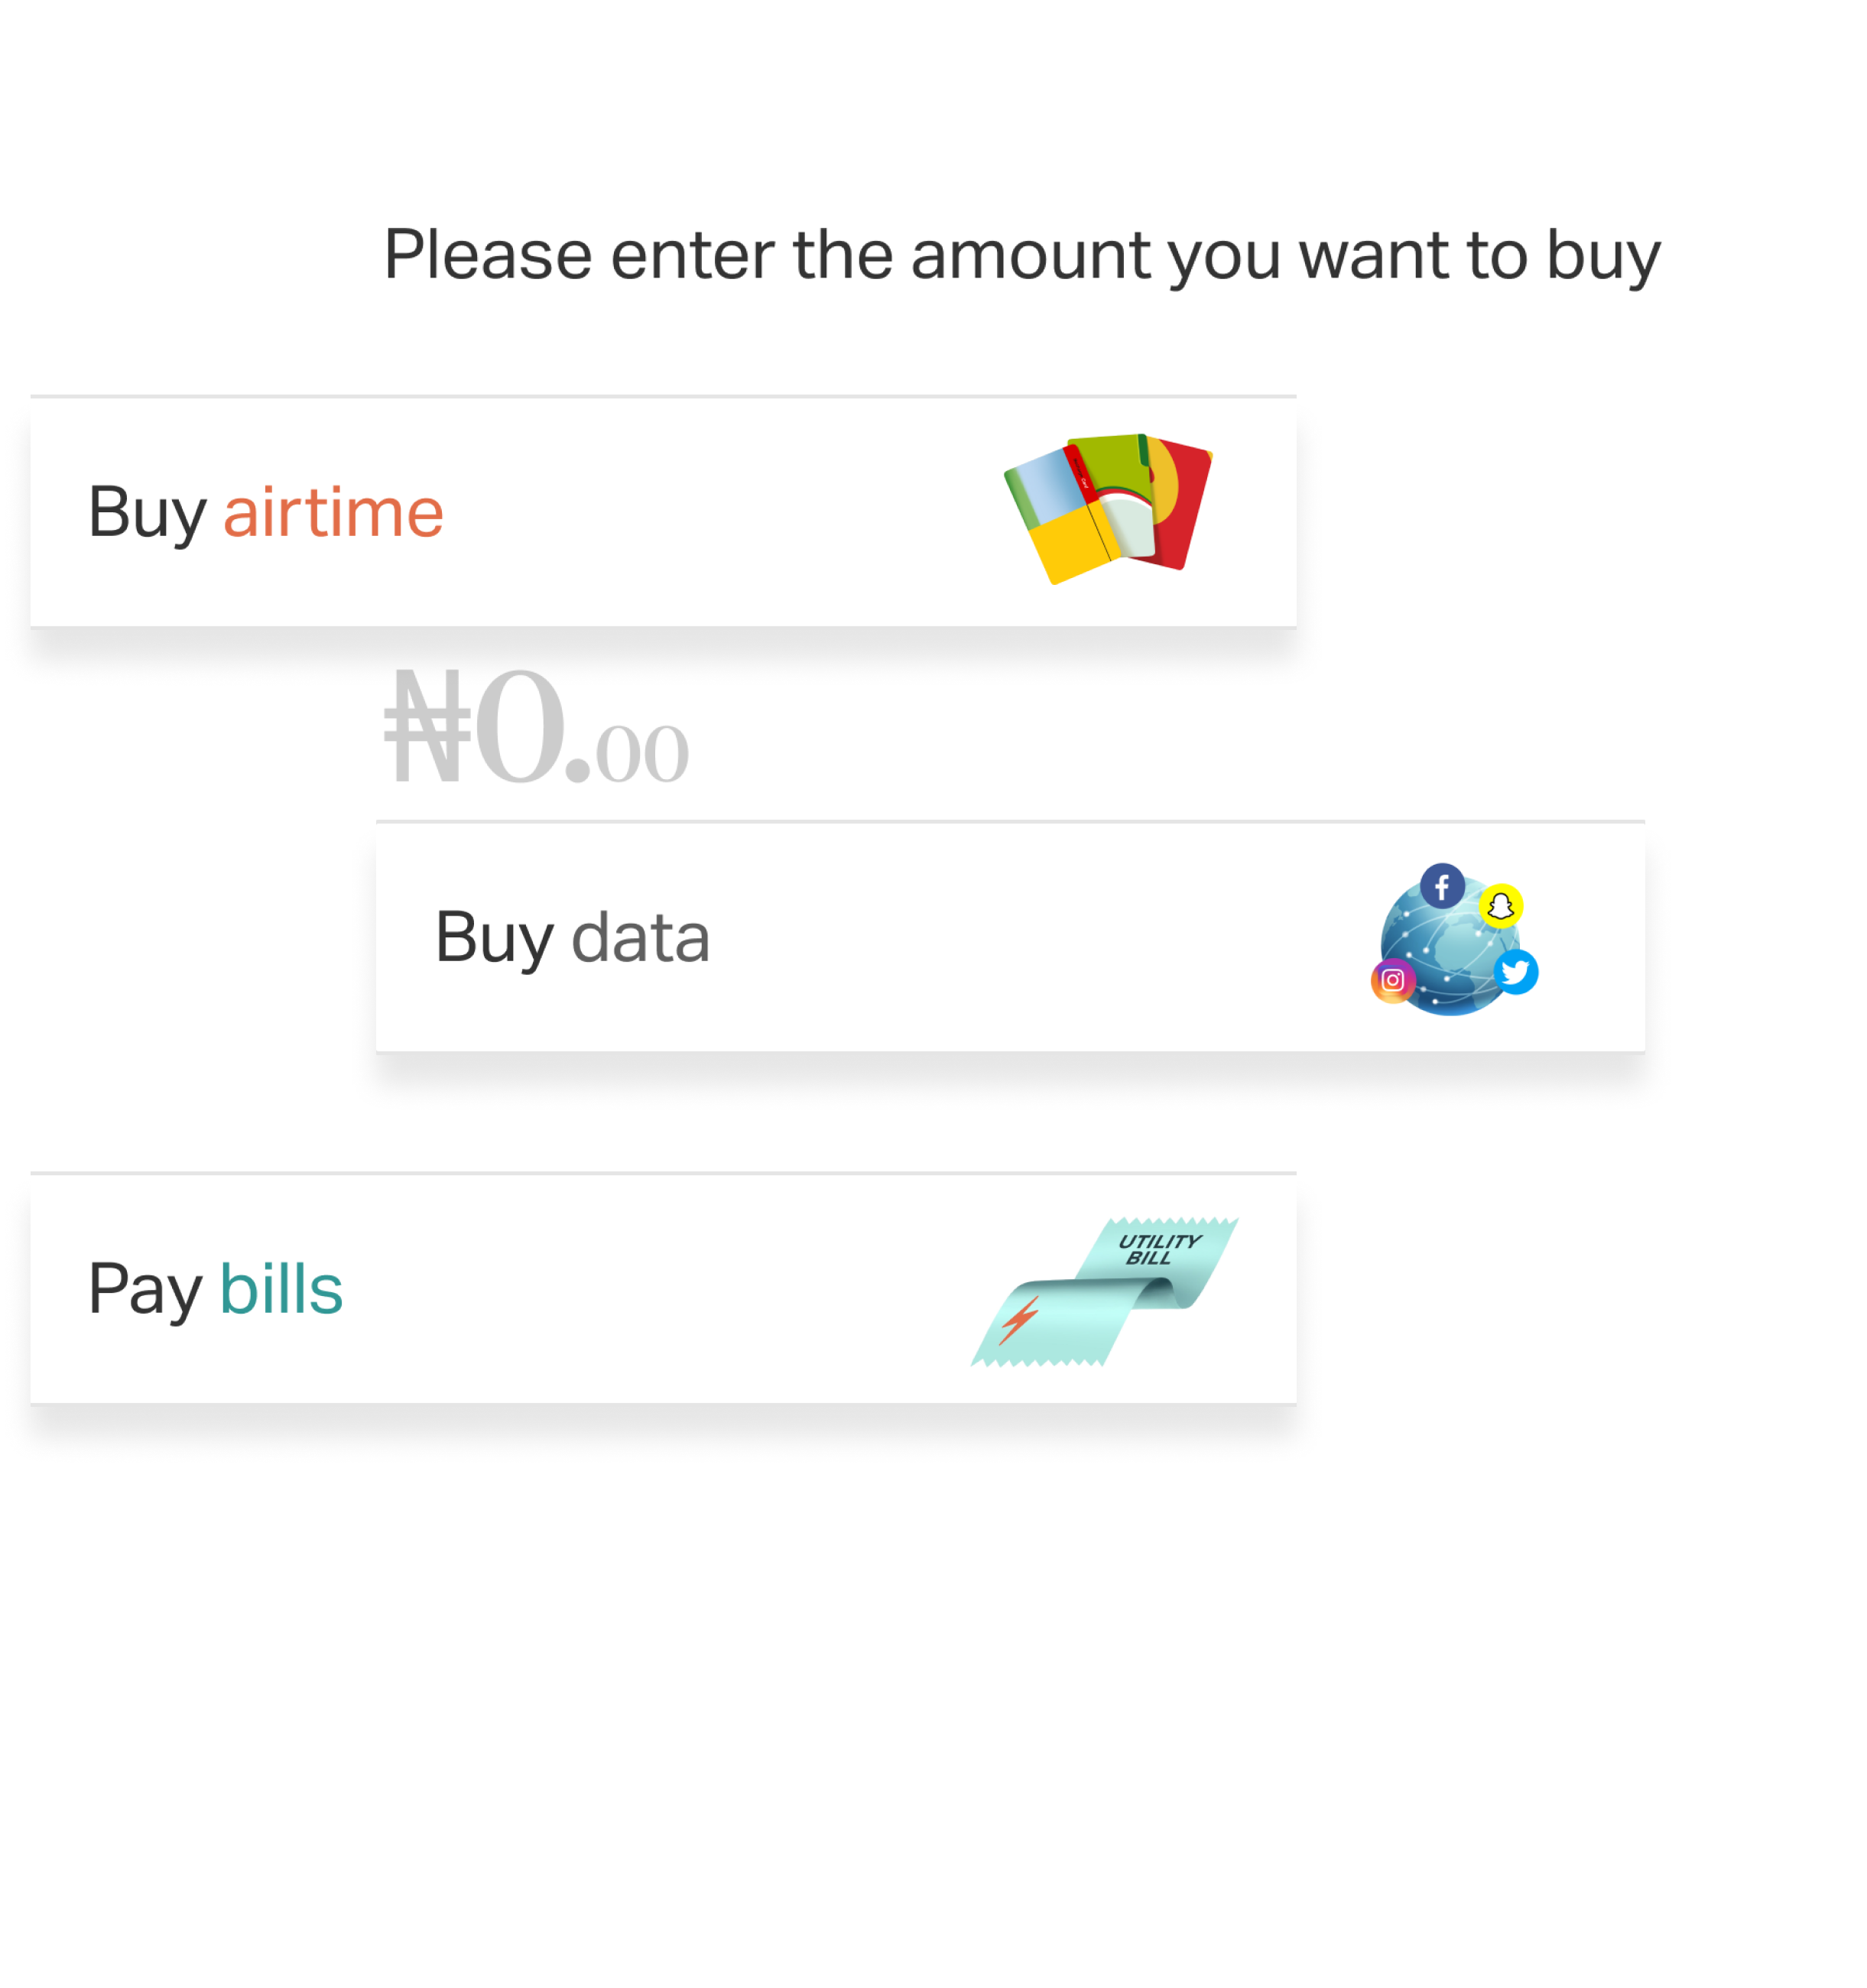 Please enter the amount you want to buy
Buy airtime
₦0.00
Buy data
Pay bills
UTILITY
BILL